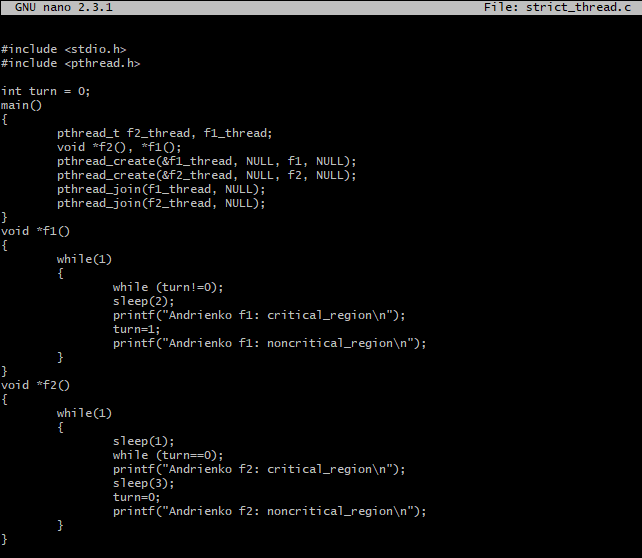 GNU nano 2.3.1 File: strict_thread.c
#include <stdio.h>
#include <pthread.h>
int turn = 0;
main()
{
pthread_t f2_thread, f1_thread;
void *f2(), *f1();
pthread_create(&f1_thread, NULL, f1, NULL);
pthread_create(&f2_thread, NULL, f2, NULL);
pthread_join(f1_thread, NULL);
pthread_join(f2_thread, NULL);
}
void *f1()
{
while(1)
{
while (turn!=0);
sleep(2);
printf("Andrienko f1: critical_region\n");
turn=1;
printf("Andrienko f1: noncritical_region\n");
}
}
void *f2()
{
while(1)
{
sleep(1);
while (turn==0);
printf("Andrienko f2: critical_region\n");
sleep(3);
turn=0;
printf("Andrienko f2: noncritical_region\n");
}
}